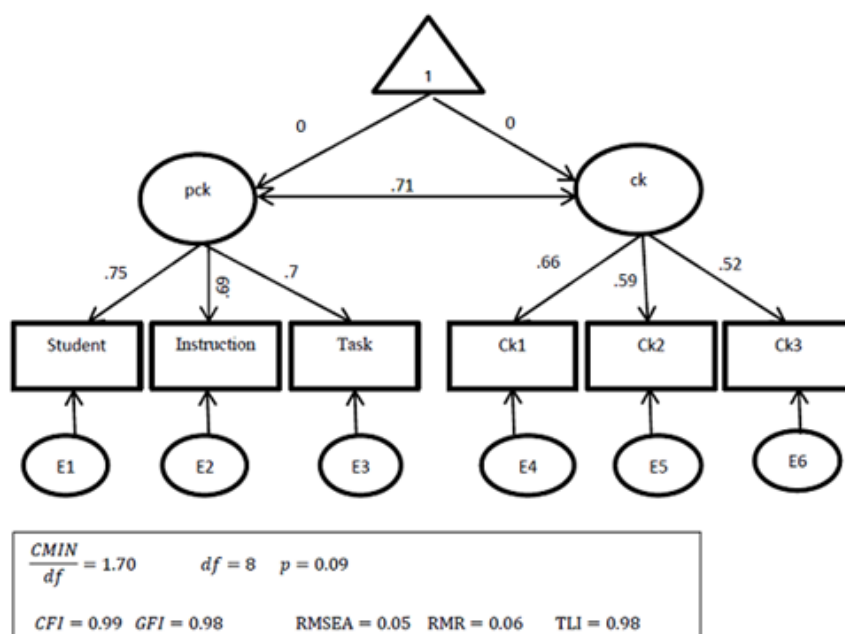 1
0 0
pck .71 ck
.75 .69 .7 .66 .59 .52
Student Instruction Task Ck1 Ck2 Ck3
E1 E2 E3 E4 E5 E6
CMIN/df = 1.70 df = 8 p = 0.09
CFI = 0.99 GFI = 0.98 RMSEA = 0.05 RMR = 0.06 TLI = 0.98